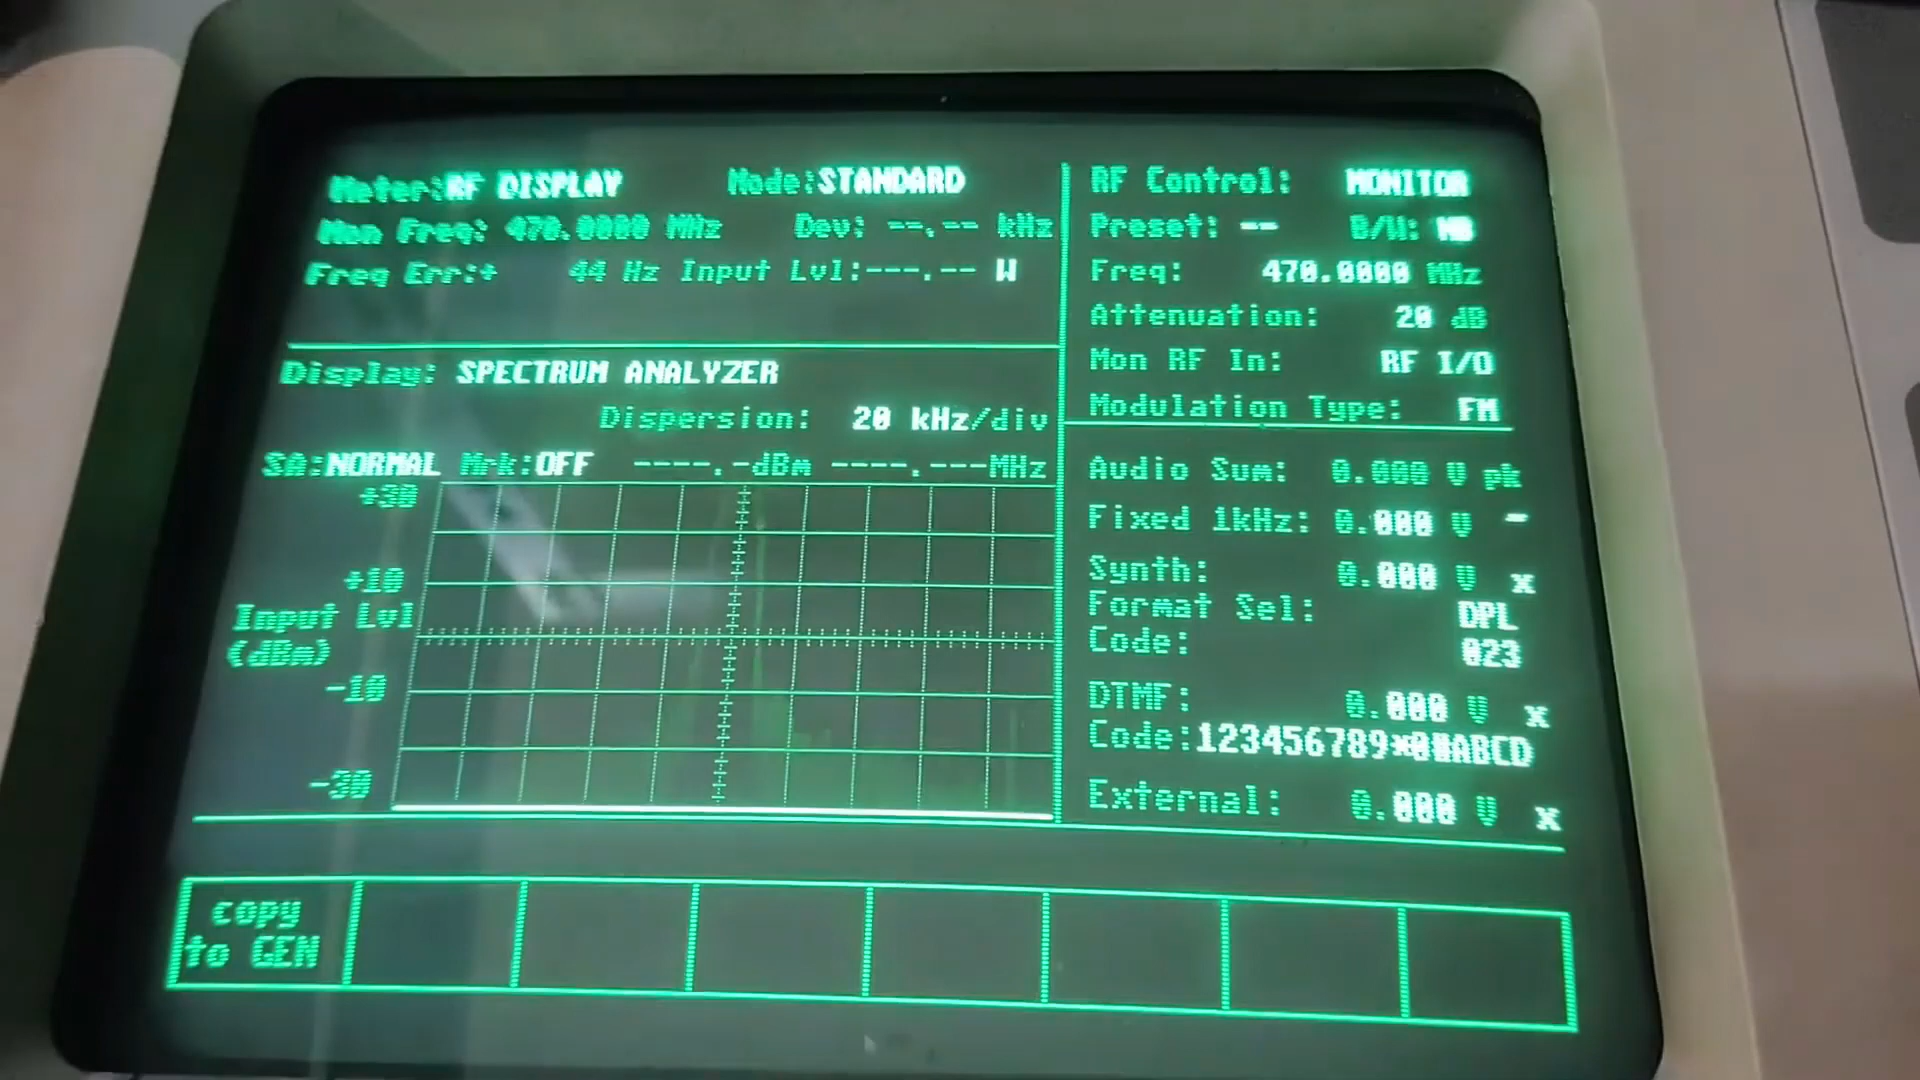 Meter:RF DISPLAY Mode:STANDARD
Mon Freq: 470.0000 MHz Dev: --.-- kHz
Freq Err:+ 44 Hz Input Lvl:---.-- W
Display: SPECTRUM ANALYZER
Dispersion: 20 kHz/div
SA:NORMAL Mrk:OFF ----.-dBm ----.---MHz
+30
+10
Input Lvl
(dBm)
-10
-30
RF Control: MONITOR
Preset: -- B/W: WB
Freq: 470.0000 MHz
Attenuation: 20 dB
Mon RF In: RF I/O
Modulation Type: FM
Audio Sum: 0.000 V pk
Fixed 1kHz: 0.000 V -
Synth: 0.000 V x
Format Sel: DPL
Code: 023
DTMF: 0.000 V x
Code:123456789*0#ABCD
External: 0.000 V x
copy
to GEN